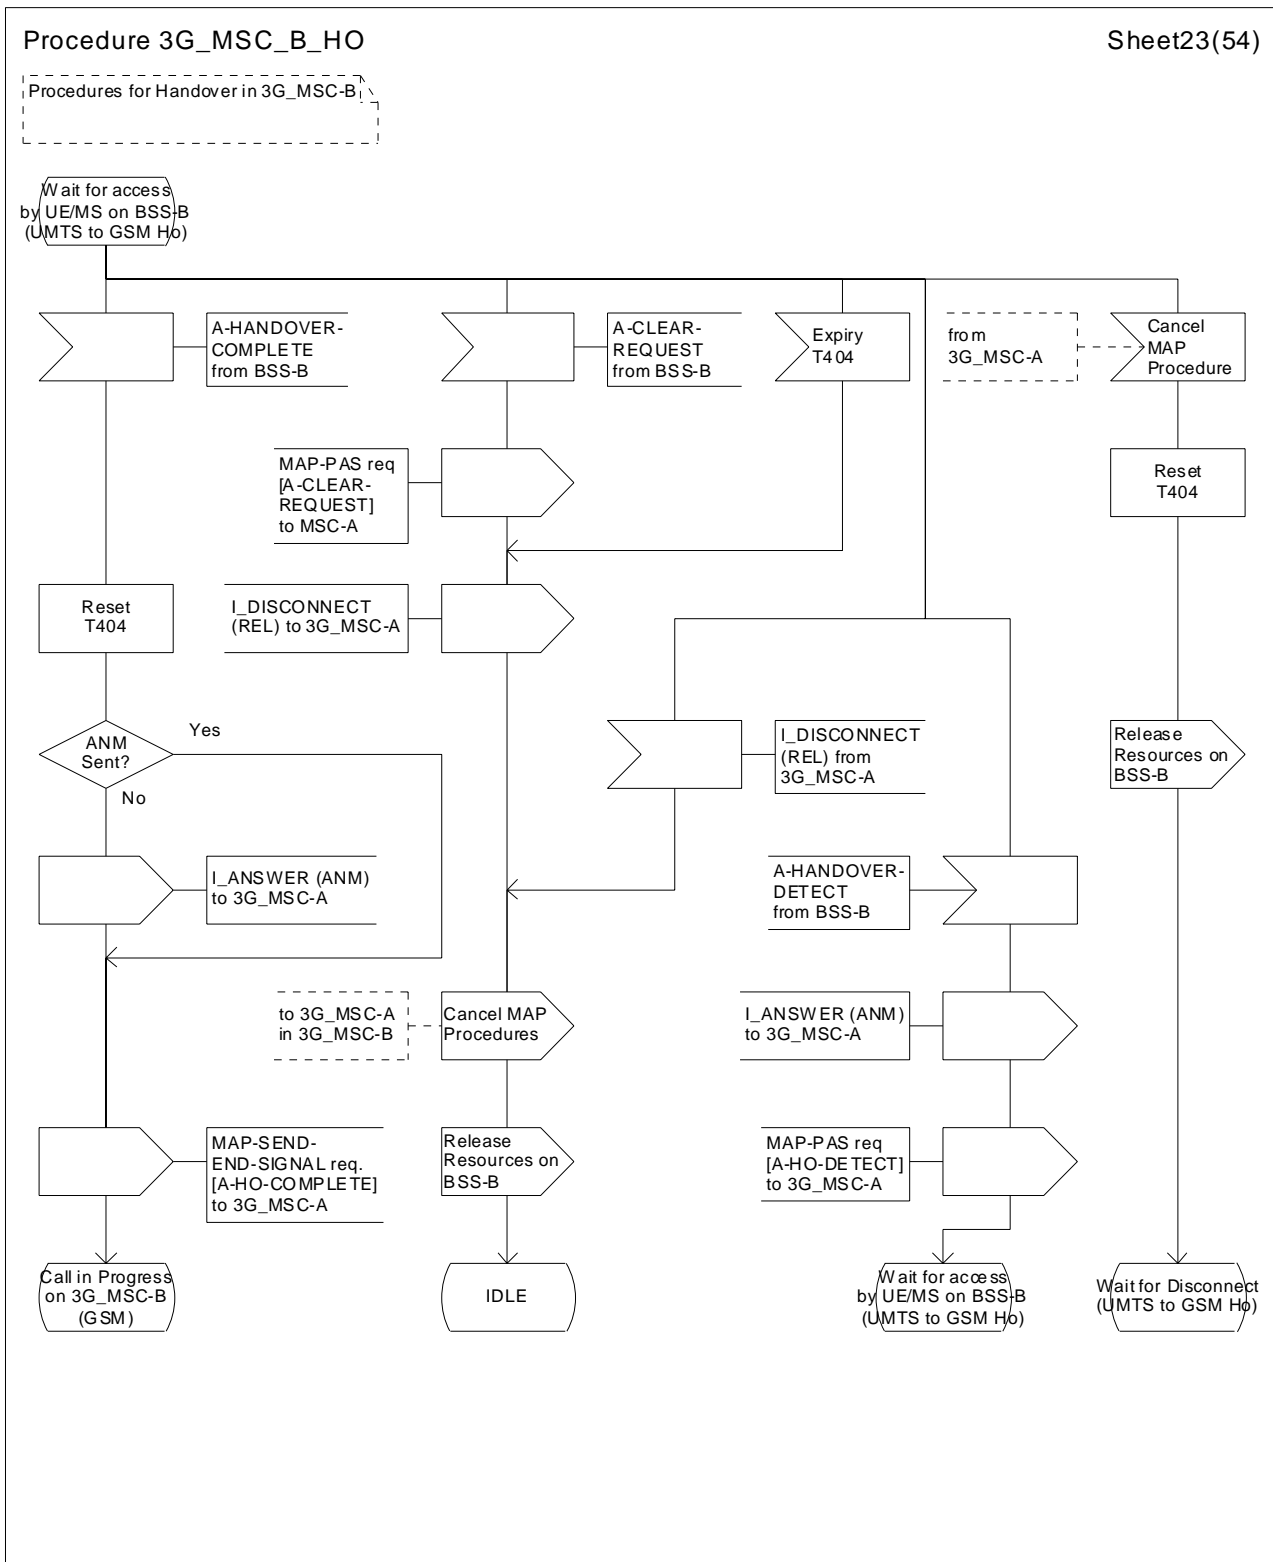 Procedure 3G_MSC_B_HO
Sheet23(54)
Procedures for Handover in 3G_MSC-B
Wait for access
by UE/MS on BSS-B
(UMTS to GSM Ho)
A-HANDOVER-
COMPLETE
from BSS-B
A-CLEAR-
REQUEST
from BSS-B
Expiry
T404
from
3G_MSC-A
Cancel
MAP
Procedure
MAP-PAS req
[A-CLEAR-
REQUEST]
to MSC-A
Reset
T404
Reset
T404
I_DISCONNECT
(REL) to 3G_MSC-A
ANM
Sent?
Yes
No
I_DISCONNECT
(REL) from
3G_MSC-A
Release
Resources on
BSS-B
I_ANSWER (ANM)
to 3G_MSC-A
A-HANDOVER-
DETECT
from BSS-B
to 3G_MSC-A
in 3G_MSC-B
Cancel MAP
Procedures
I_ANSWER (ANM)
to 3G_MSC-A
MAP-SEND-
END-SIGNAL req.
[A-HO-COMPLETE]
to 3G_MSC-A
Release
Resources on
BSS-B
MAP-PAS req
[A-HO-DETECT]
to 3G_MSC-A
Call in Progress
on 3G_MSC-B
(GSM)
IDLE
Wait for access
by UE/MS on BSS-B
(UMTS to GSM Ho)
Wait for Disconnect
(UMTS to GSM Ho)